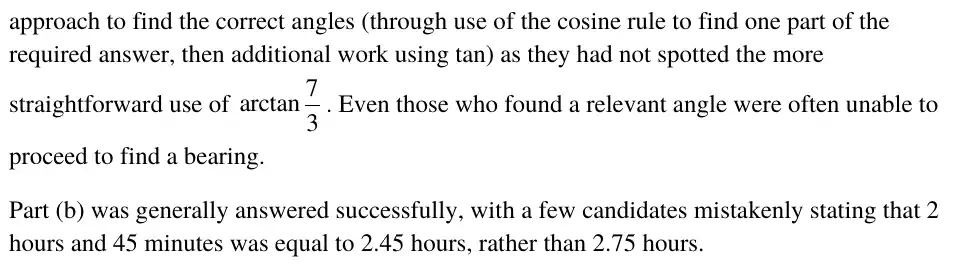 approach to find the correct angles (through use of the cosine rule to find one part of the
required answer, then additional work using tan) as they had not spotted the more
straightforward use of arctan 7/3 . Even those who found a relevant angle were often unable to
proceed to find a bearing.
Part (b) was generally answered successfully, with a few candidates mistakenly stating that 2
hours and 45 minutes was equal to 2.45 hours, rather than 2.75 hours.